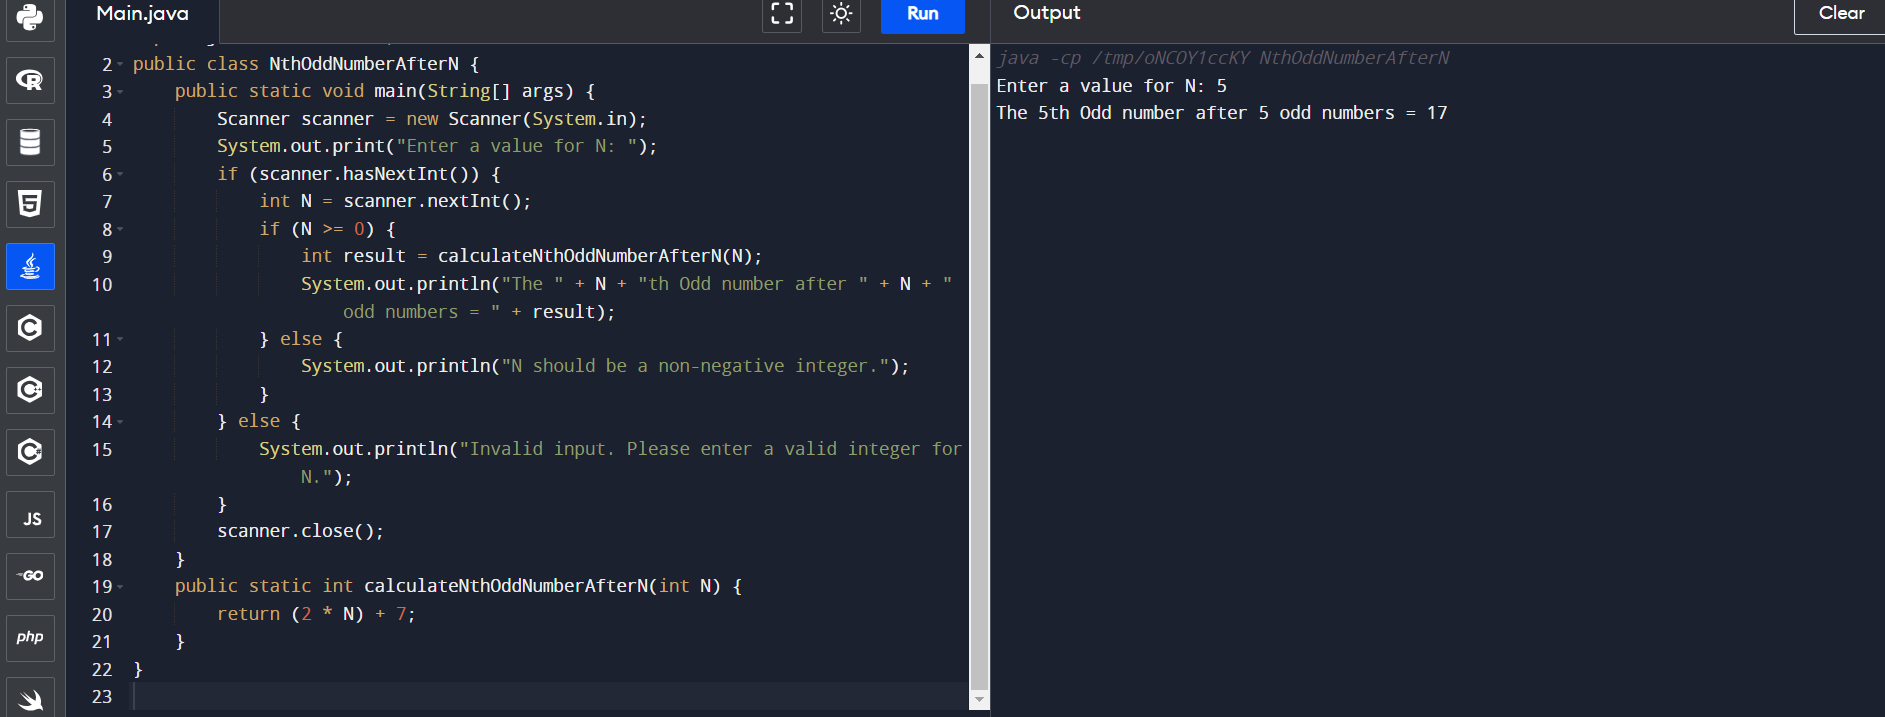 Main.java
Run
Output
Clear
2 public class NthOddNumberAfterN {
3 public static void main(String[] args) {
4 Scanner scanner = new Scanner(System.in);
5 System.out.print("Enter a value for N: ");
6 if (scanner.hasNextInt()) {
7 int N = scanner.nextInt();
8 if (N >= 0) {
9 int result = calculateNthOddNumberAfterN(N);
10 System.out.println("The " + N + "th Odd number after " + N + "
odd numbers = " + result);
11 } else {
12 System.out.println("N should be a non-negative integer.");
13 }
14 } else {
15 System.out.println("Invalid input. Please enter a valid integer for
N.");
16 }
17 scanner.close();
18 }
19 public static int calculateNthOddNumberAfterN(int N) {
20 return (2 * N) + 7;
21 }
22 }
23
java -cp /tmp/oNCOY1ccKY NthOddNumberAfterN
Enter a value for N: 5
The 5th Odd number after 5 odd numbers = 17
R
5
C
C++
C#
JS
GO
php